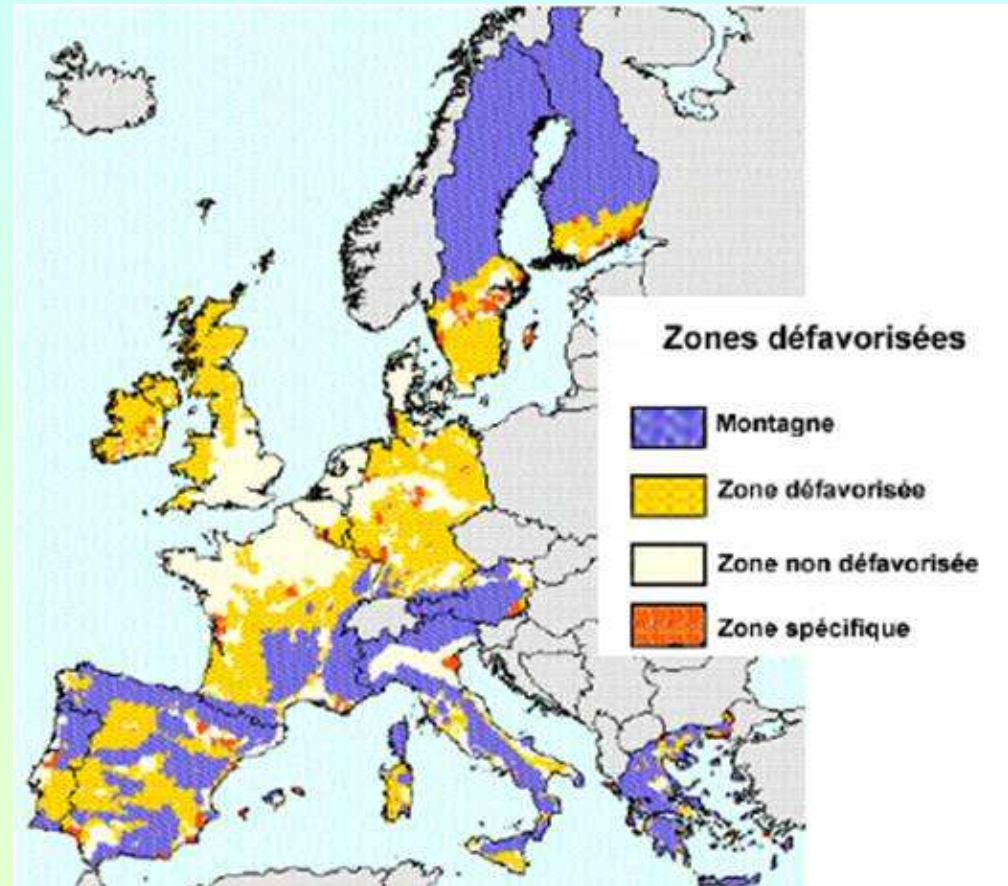 Zones défavorisées
Montagne
Zone défavorisée
Zone non défavorisée
Zone spécifique